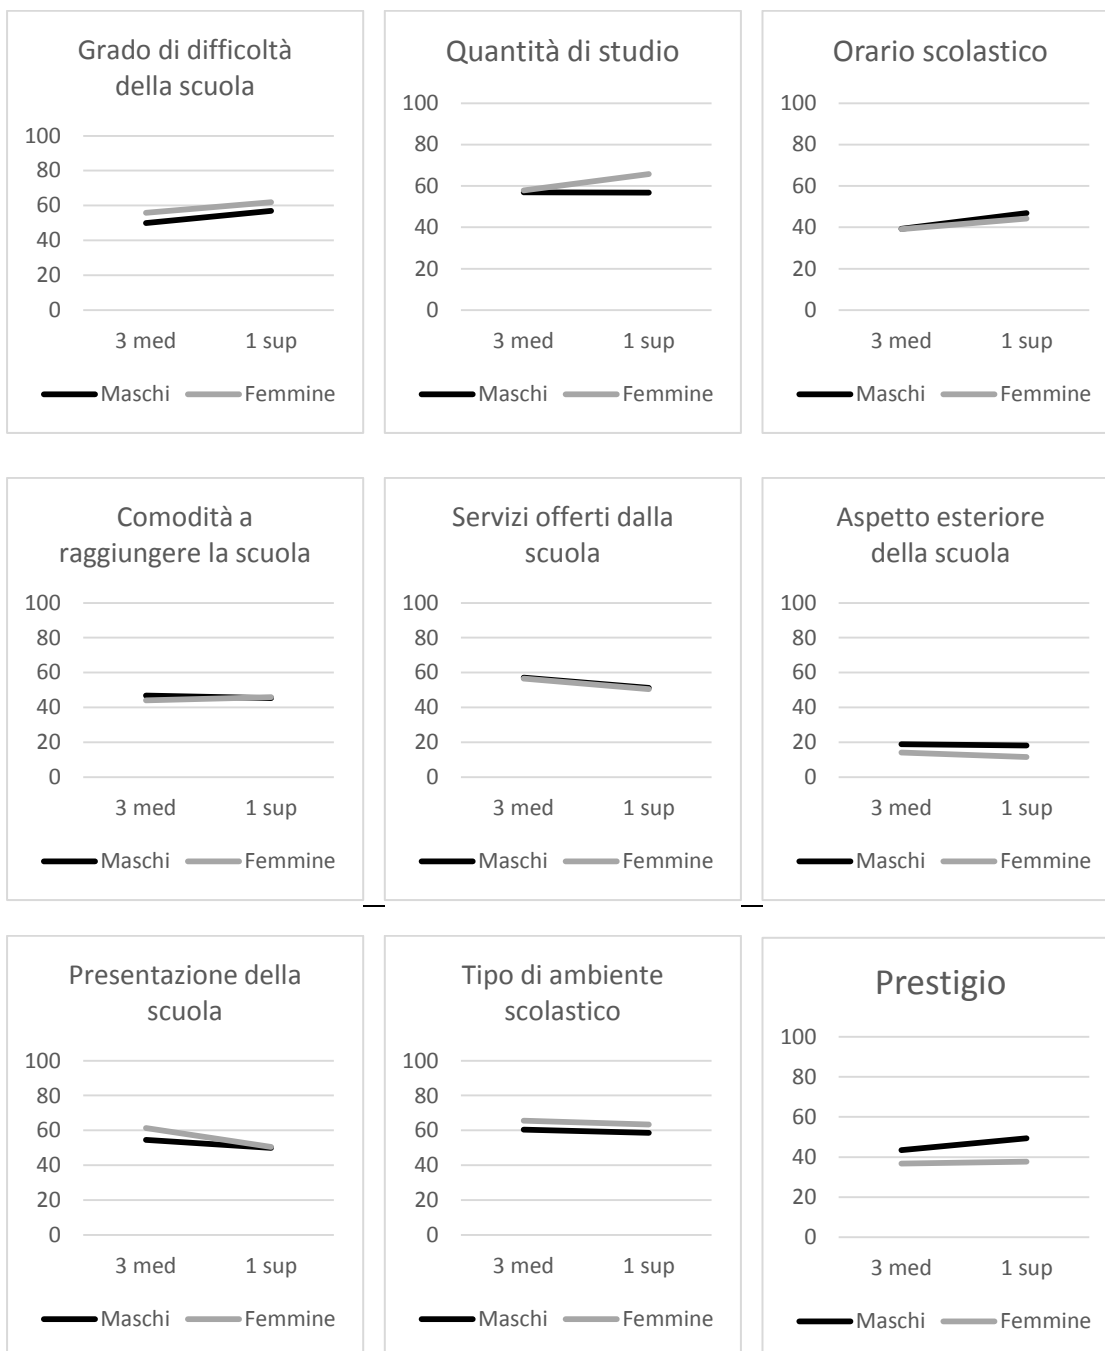 Grado di difficoltà
della scuola
100
80
60
40
20
0
3 med 1 sup
Maschi Femmine
Quantità di studio
100
80
60
40
20
0
3 med 1 sup
Maschi Femmine
Orario scolastico
100
80
60
40
20
0
3 med 1 sup
Maschi Femmine
Comodità a
raggiungere la scuola
100
80
60
40
20
0
3 med 1 sup
Maschi Femmine
Servizi offerti dalla
scuola
100
80
60
40
20
0
3 med 1 sup
Maschi Femmine
Aspetto esteriore
della scuola
100
80
60
40
20
0
3 med 1 sup
Maschi Femmine
Presentazione della
scuola
100
80
60
40
20
0
3 med 1 sup
Maschi Femmine
Tipo di ambiente
scolastico
100
80
60
40
20
0
3 med 1 sup
Maschi Femmine
Prestigio
100
80
60
40
20
0
3 med 1 sup
Maschi Femmine